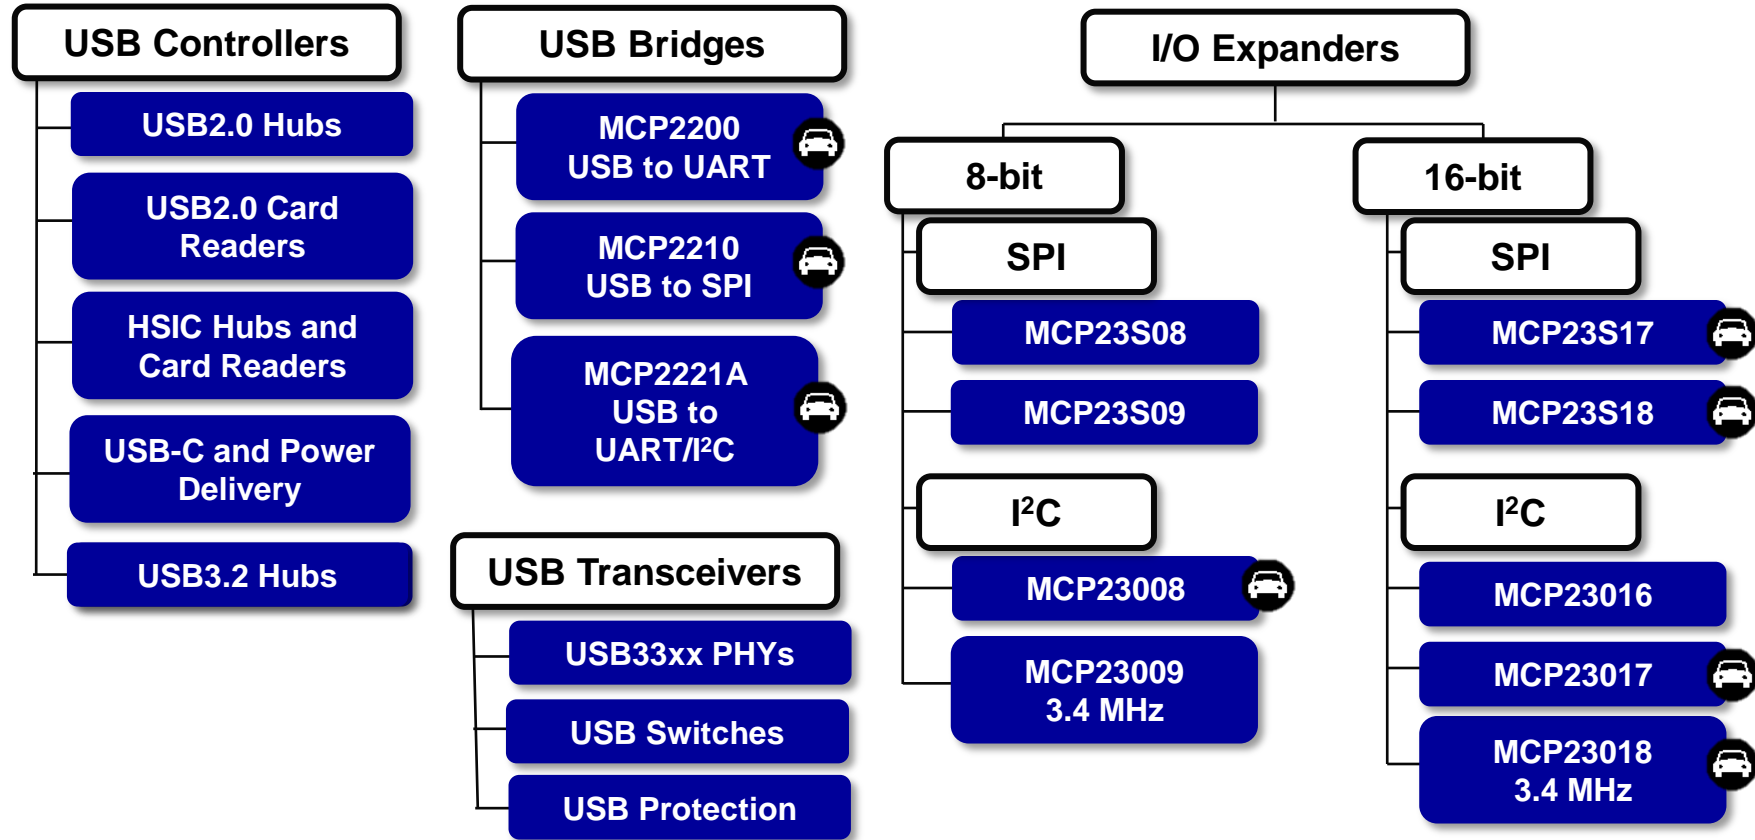 USB Controllers
USB2.0 Hubs
USB2.0 Card
Readers
HSIC Hubs and
Card Readers
USB-C and Power
Delivery
USB3.2 Hubs
USB Bridges
MCP2200
USB to UART
MCP2210
USB to SPI
MCP2221A
USB to
UART/I²C
USB Transceivers
USB33xx PHYs
USB Switches
USB Protection
I/O Expanders
8-bit
SPI
MCP23S08
MCP23S09
I²C
MCP23008
MCP23009
3.4 MHz
16-bit
SPI
MCP23S17
MCP23S18
I²C
MCP23016
MCP23017
MCP23018
3.4 MHz